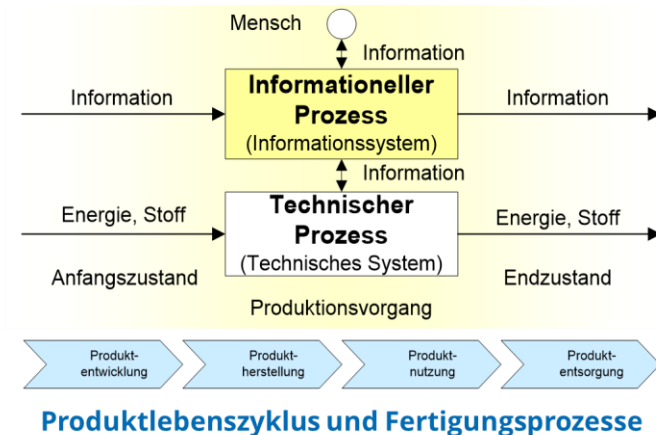 Mensch
Information
Information
Informationeller
Prozess
(Informationssystem)
Information
Information
Energie, Stoff
Technischer
Prozess
(Technisches System)
Energie, Stoff
Anfangszustand
Endzustand
Produktionsvorgang
Produkt-
entwicklung
Produkt-
herstellung
Produkt-
nutzung
Produkt-
entsorgung
Produktlebenszyklus und Fertigungsprozesse